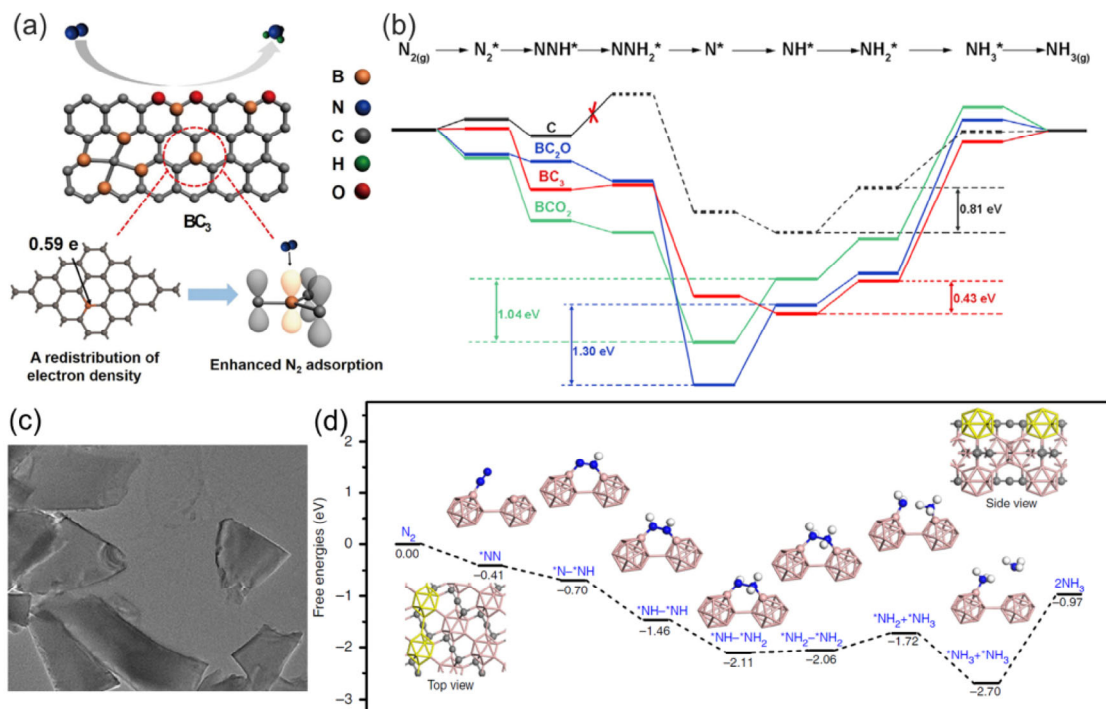 (a)
B
N
C
H
O
BC₃
0.59 e
A redistribution of
electron density
Enhanced N₂ adsorption
(b)
N₂(g) → N₂* → NNH* → NNH₂* → N* → NH* → NH₂* → NH₃* → NH₃(g)
C
BC₂O
BC₃
BCO₂
0.81 eV
1.04 eV
0.43 eV
1.30 eV
(c)
(d)
Free energies (eV)
2
1
0
−1
−2
−3
N₂
0.00
*NN
−0.41
*N–*NH
−0.70
*NH–*NH
−1.46
*NH–*NH₂
−2.11
*NH₂–*NH₂
−2.06
*NH₂+*NH₃
−1.72
*NH₃+*NH₃
−2.70
2NH₃
−0.97
Top view
Side view